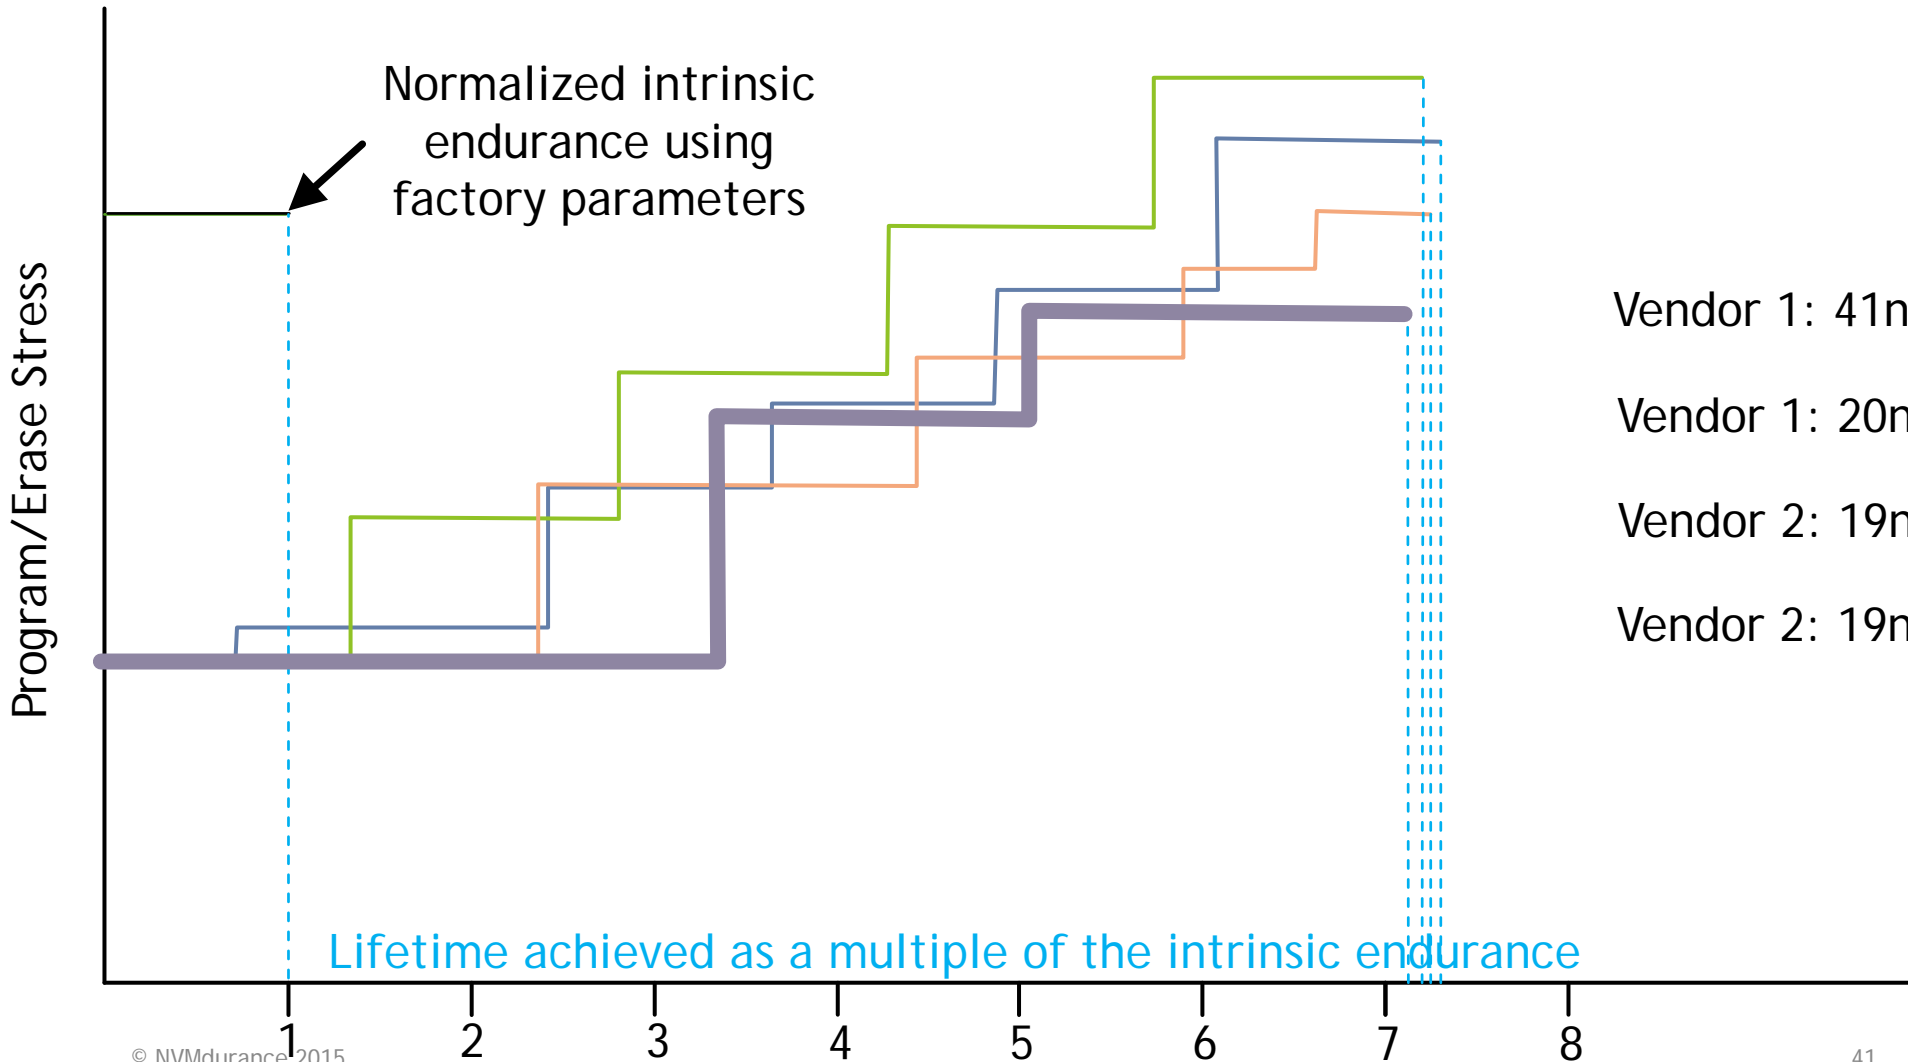 Normalized intrinsic
endurance using
factory parameters
Program/Erase Stress
Vendor 1: 41n
Vendor 1: 20n
Vendor 2: 19n
Vendor 2: 19n
Lifetime achieved as a multiple of the intrinsic endurance
1 2 3 4 5 6 7 8
© NVMdurance 2015
41